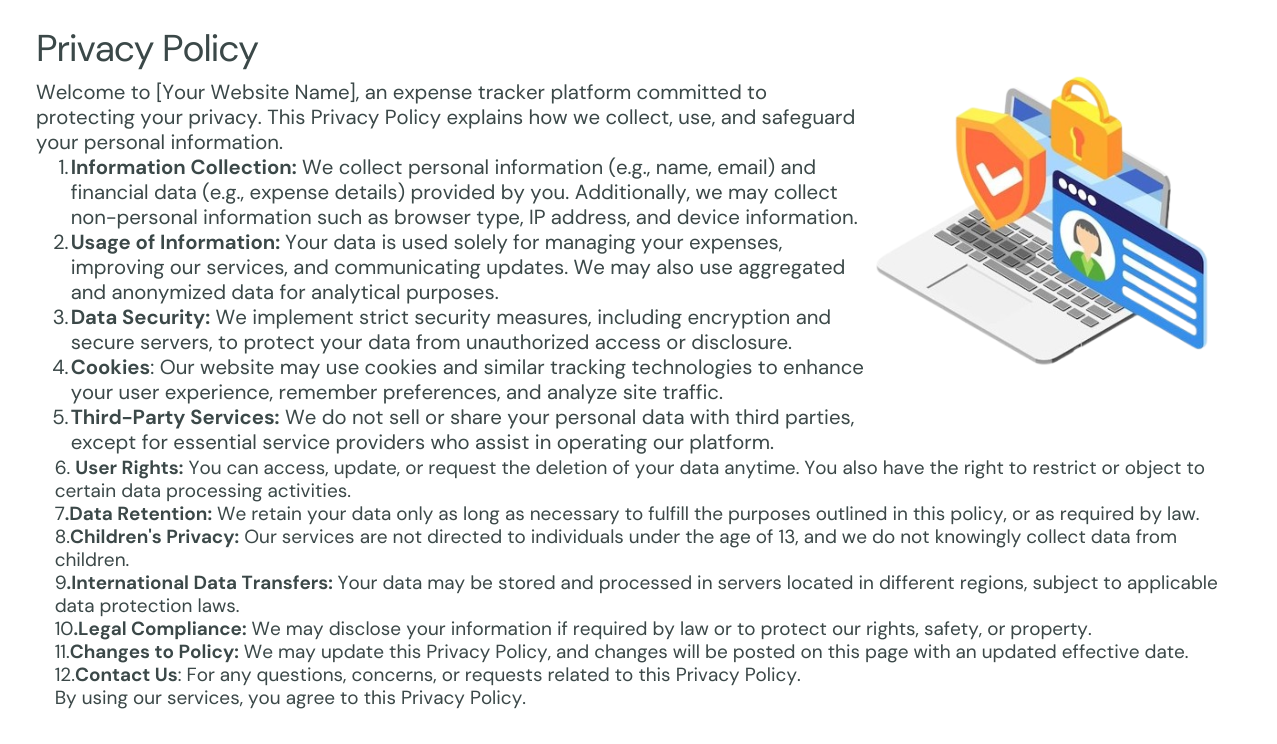 Privacy Policy
Welcome to [Your Website Name], an expense tracker platform committed to
protecting your privacy. This Privacy Policy explains how we collect, use, and safeguard
your personal information.
1. Information Collection: We collect personal information (e.g., name, email) and
financial data (e.g., expense details) provided by you. Additionally, we may collect
non-personal information such as browser type, IP address, and device information.
2. Usage of Information: Your data is used solely for managing your expenses,
improving our services, and communicating updates. We may also use aggregated
and anonymized data for analytical purposes.
3. Data Security: We implement strict security measures, including encryption and
secure servers, to protect your data from unauthorized access or disclosure.
4. Cookies: Our website may use cookies and similar tracking technologies to enhance
your user experience, remember preferences, and analyze site traffic.
5. Third-Party Services: We do not sell or share your personal data with third parties,
except for essential service providers who assist in operating our platform.
6. User Rights: You can access, update, or request the deletion of your data anytime. You also have the right to restrict or object to
certain data processing activities.
7.Data Retention: We retain your data only as long as necessary to fulfill the purposes outlined in this policy, or as required by law.
8.Children's Privacy: Our services are not directed to individuals under the age of 13, and we do not knowingly collect data from
children.
9.International Data Transfers: Your data may be stored and processed in servers located in different regions, subject to applicable
data protection laws.
10.Legal Compliance: We may disclose your information if required by law or to protect our rights, safety, or property.
11.Changes to Policy: We may update this Privacy Policy, and changes will be posted on this page with an updated effective date.
12.Contact Us: For any questions, concerns, or requests related to this Privacy Policy.
By using our services, you agree to this Privacy Policy.